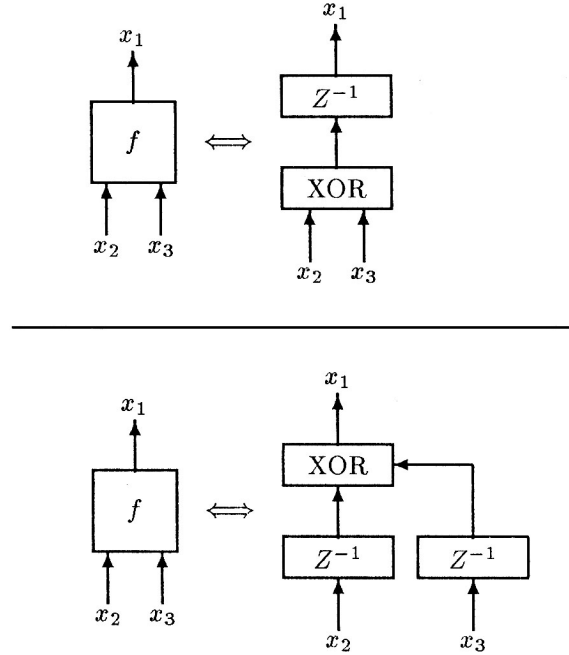 x₁ x₁
f ⟺ Z⁻¹
XOR
x₂ x₃
x₂ x₃
x₁ x₁
f ⟺ XOR
Z⁻¹ Z⁻¹
x₂ x₃
x₂ x₃